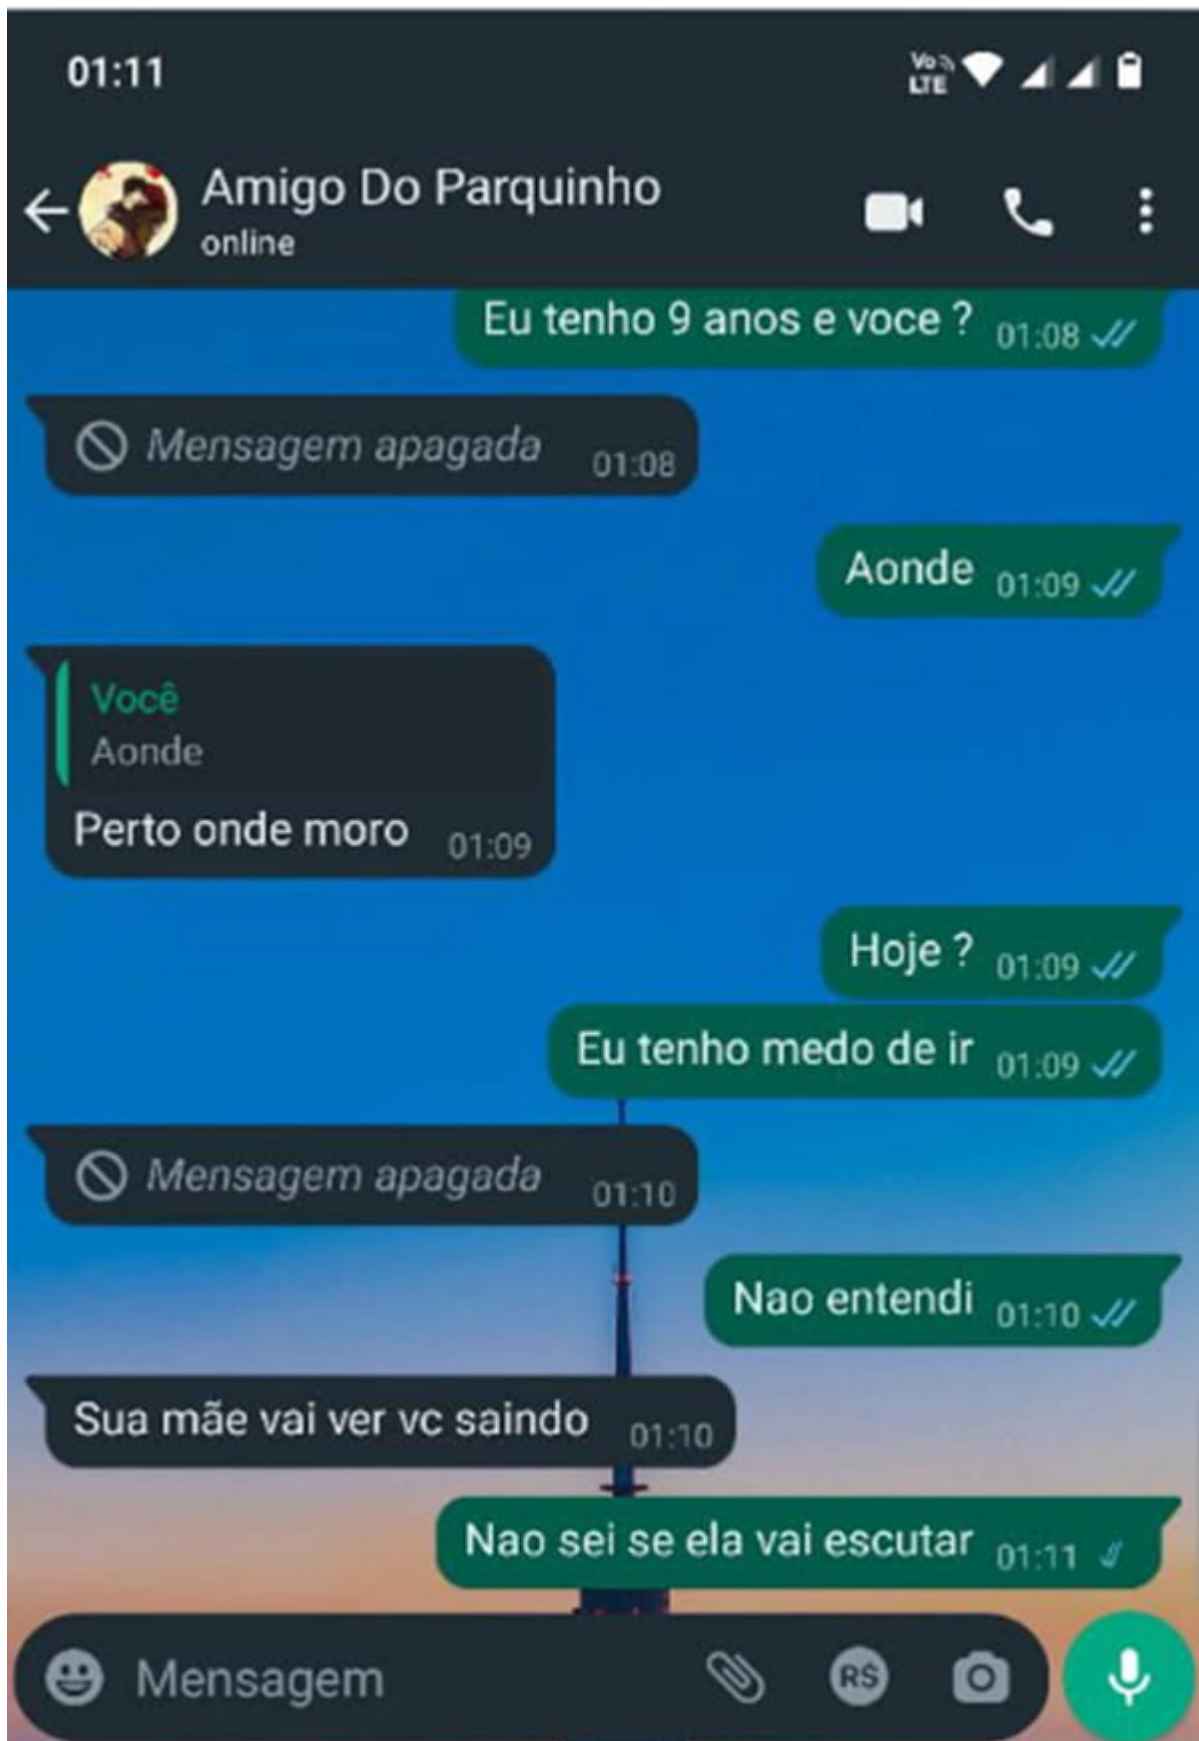 01:11
Vo LTE
Amigo Do Parquinho
online
Eu tenho 9 anos e voce ? 01:08
Mensagem apagada 01:08
Aonde 01:09
Você
Aonde
Perto onde moro 01:09
Hoje ? 01:09
Eu tenho medo de ir 01:09
Mensagem apagada 01:10
Nao entendi 01:10
Sua mãe vai ver vc saindo 01:10
Nao sei se ela vai escutar 01:11
Mensagem R$